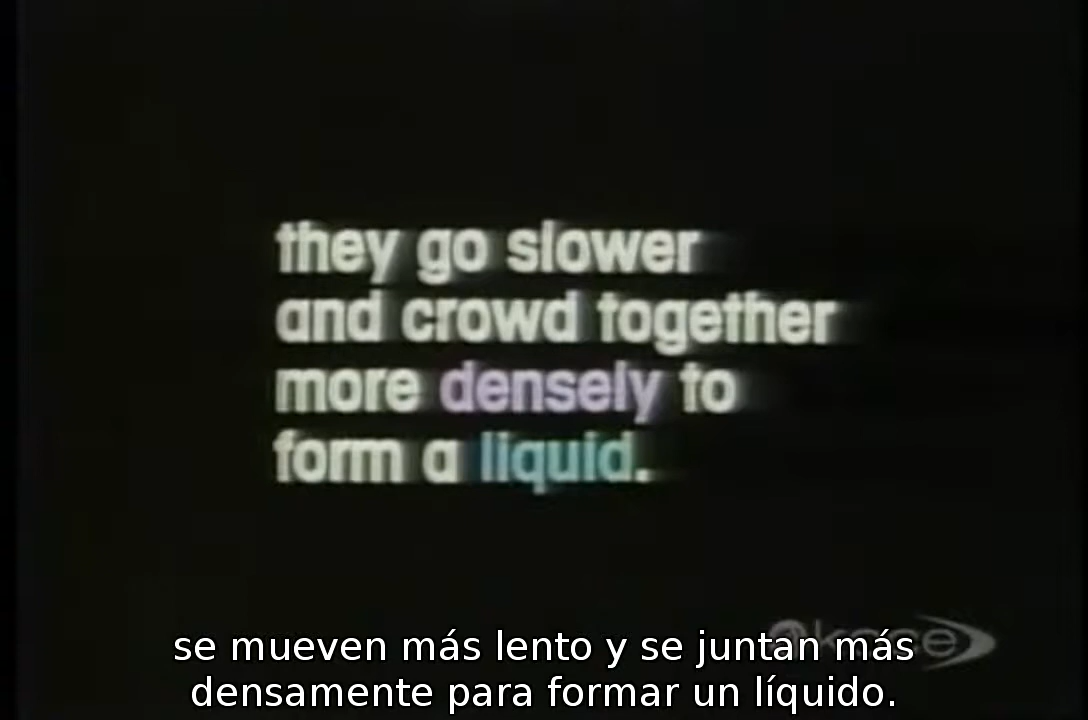 they go slower
and crowd together
more densely to
form a liquid.
se mueven más lento y se juntan más
densamente para formar un líquido.